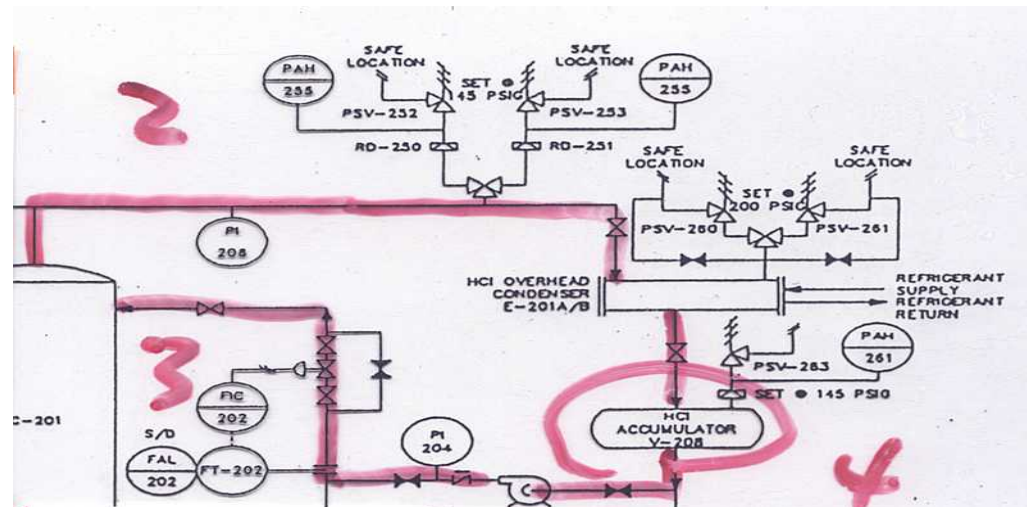 2
PAH
255
SAFE
LOCATION
SET @
145 PSIG
SAFE
LOCATION
PAH
255
PSV-252
PSV-253
RD-250
RD-251
SAFE
LOCATION
SAFE
LOCATION
SET @
200 PSIG
PSV-260
PSV-261
PI
208
HCl OVERHEAD
CONDENSER
E-201A/B
REFRIGERANT
SUPPLY
REFRIGERANT
RETURN
3
PSV-263
PAH
261
SET @ 145 PSIG
FIC
202
C-201
S/D
FAL
202
FT-202
PI
204
HCl
ACCUMULATOR
V-208
C
4